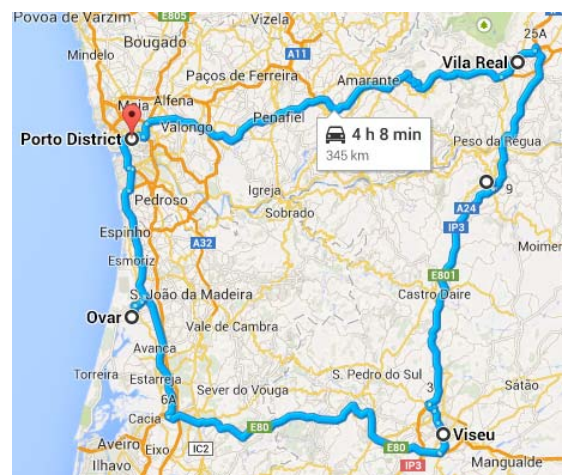 Povoa de Varzim
E805
Vizela
Bougado
A11
25A
Vila Real
Paços de Ferreira
Amarante
Maia
Alfena
Porto District
Valongo
Penafiel
4 h 8 min
345 km
Peso da Regua
9
Igreja
Pedroso
Sobrado
A24
IP3
Espinho
A32
Moimen
Esmoriz
E801
S. João da Madeira
Castro Daire
Ovar
Vale de Cambra
Avanca
Torreira
Estarreja
S. Pedro do Sul
Sever do Vouga
3
Satão
6A
Cacia
E80
Viseu
Aveiro
Eixo
IC2
E80
IP3
Mangualde
Ilhavo